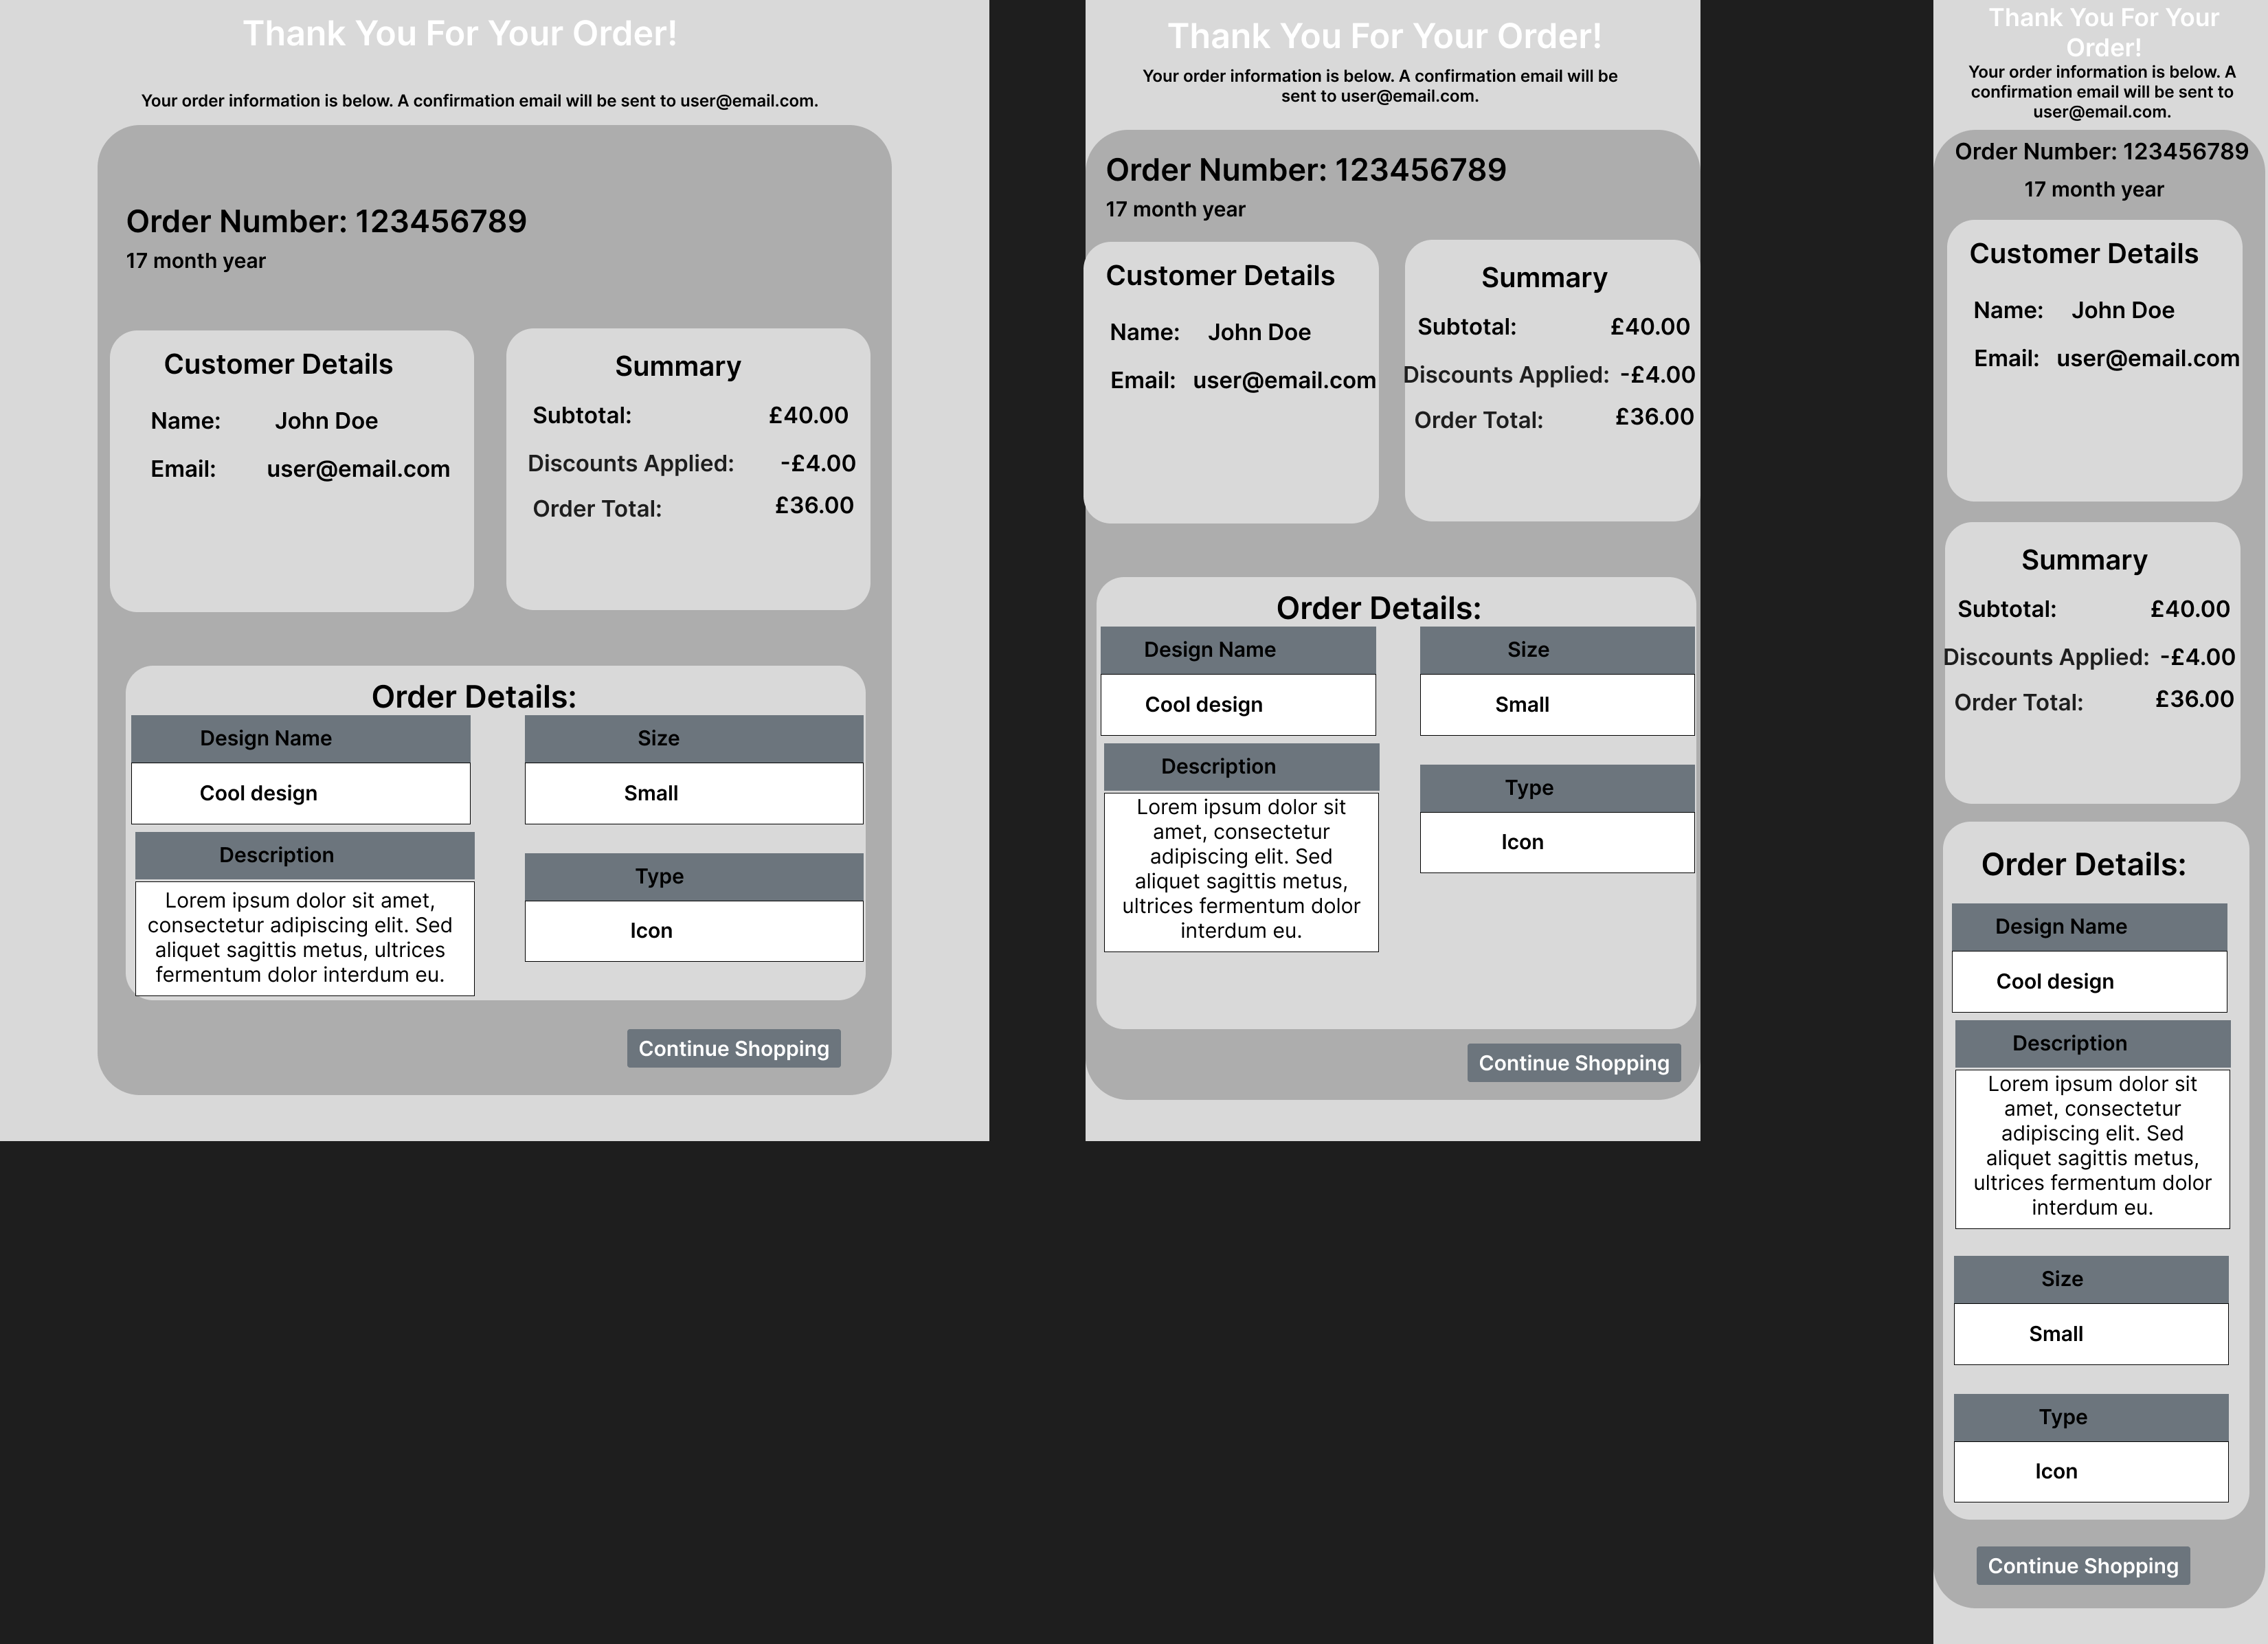 Thank You For Your Order!
Your order information is below. A confirmation email will be sent to user@email.com.
Order Number: 123456789
17 month year
Customer Details
Name: John Doe
Email: user@email.com
Summary
Subtotal: £40.00
Discounts Applied: -£4.00
Order Total: £36.00
Order Details:
Design Name
Cool design
Description
Lorem ipsum dolor sit amet,
consectetur adipiscing elit. Sed
aliquet sagittis metus, ultrices
fermentum dolor interdum eu.
Size
Small
Type
Icon
Continue Shopping
Thank You For Your Order!
Your order information is below. A confirmation email will be
sent to user@email.com.
Order Number: 123456789
17 month year
Customer Details
Name: John Doe
Email: user@email.com
Summary
Subtotal: £40.00
Discounts Applied: -£4.00
Order Total: £36.00
Order Details:
Design Name
Cool design
Description
Lorem ipsum dolor sit
amet, consectetur
adipiscing elit. Sed
aliquet sagittis metus,
ultrices fermentum dolor
interdum eu.
Size
Small
Type
Icon
Continue Shopping
Thank You For Your
Order!
Your order information is below. A
confirmation email will be sent to
user@email.com.
Order Number: 123456789
17 month year
Customer Details
Name: John Doe
Email: user@email.com
Summary
Subtotal: £40.00
Discounts Applied: -£4.00
Order Total: £36.00
Order Details:
Design Name
Cool design
Description
Lorem ipsum dolor sit
amet, consectetur
adipiscing elit. Sed
aliquet sagittis metus,
ultrices fermentum dolor
interdum eu.
Size
Small
Type
Icon
Continue Shopping